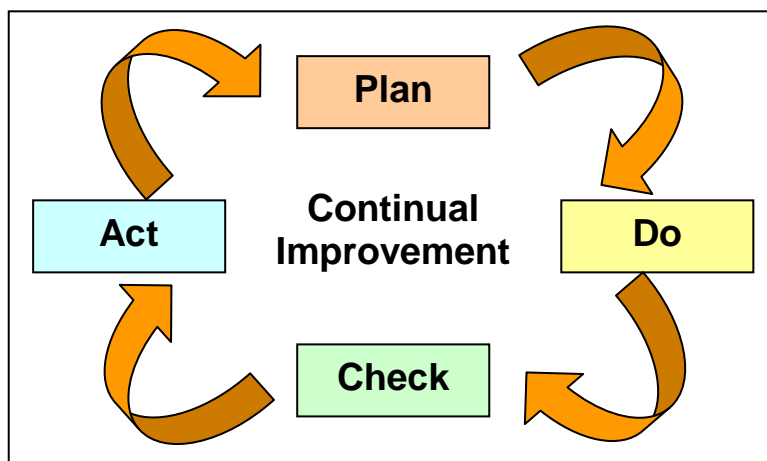 Plan
Act
Continual
Improvement
Do
Check